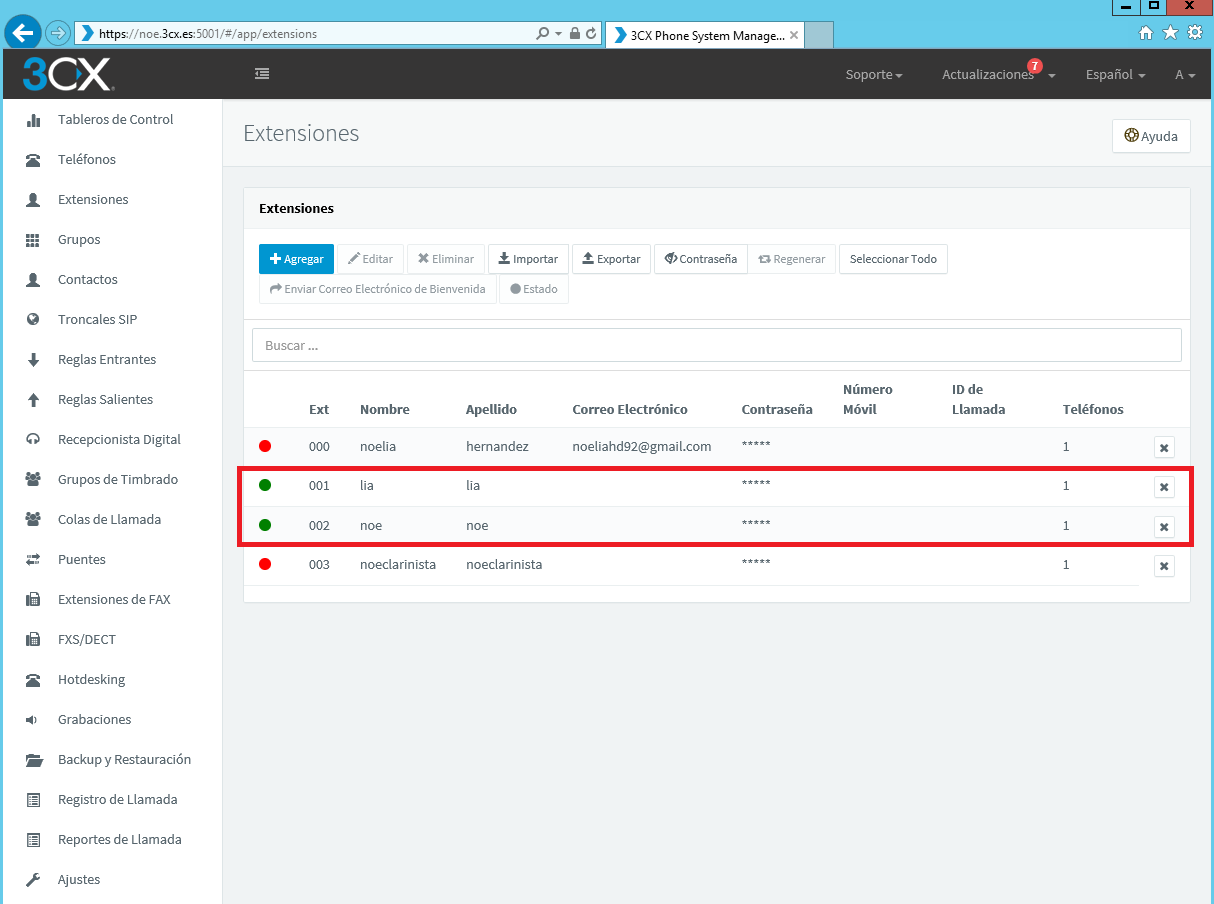 https://noe.3cx.es:5001/#/app/extensions
3CX Phone System Manage...
3CX
Soporte
Actualizaciones 7
Español
A
Tableros de Control
Teléfonos
Extensiones
Grupos
Contactos
Troncales SIP
Reglas Entrantes
Reglas Salientes
Recepcionista Digital
Grupos de Timbrado
Colas de Llamada
Puentes
Extensiones de FAX
FXS/DECT
Hotdesking
Grabaciones
Backup y Restauración
Registro de Llamada
Reportes de Llamada
Ajustes
Extensiones
Ayuda
Extensiones
Agregar Editar Eliminar Importar Exportar Contraseña Regenerar Seleccionar Todo
Enviar Correo Electrónico de Bienvenida Estado
Buscar ...
Ext Nombre Apellido Correo Electrónico Contraseña Número Móvil ID de Llamada Teléfonos
000 noelia hernandez noeliahd92@gmail.com ***** 1
001 lia lia ***** 1
002 noe noe ***** 1
003 noeclarinista noeclarinista ***** 1